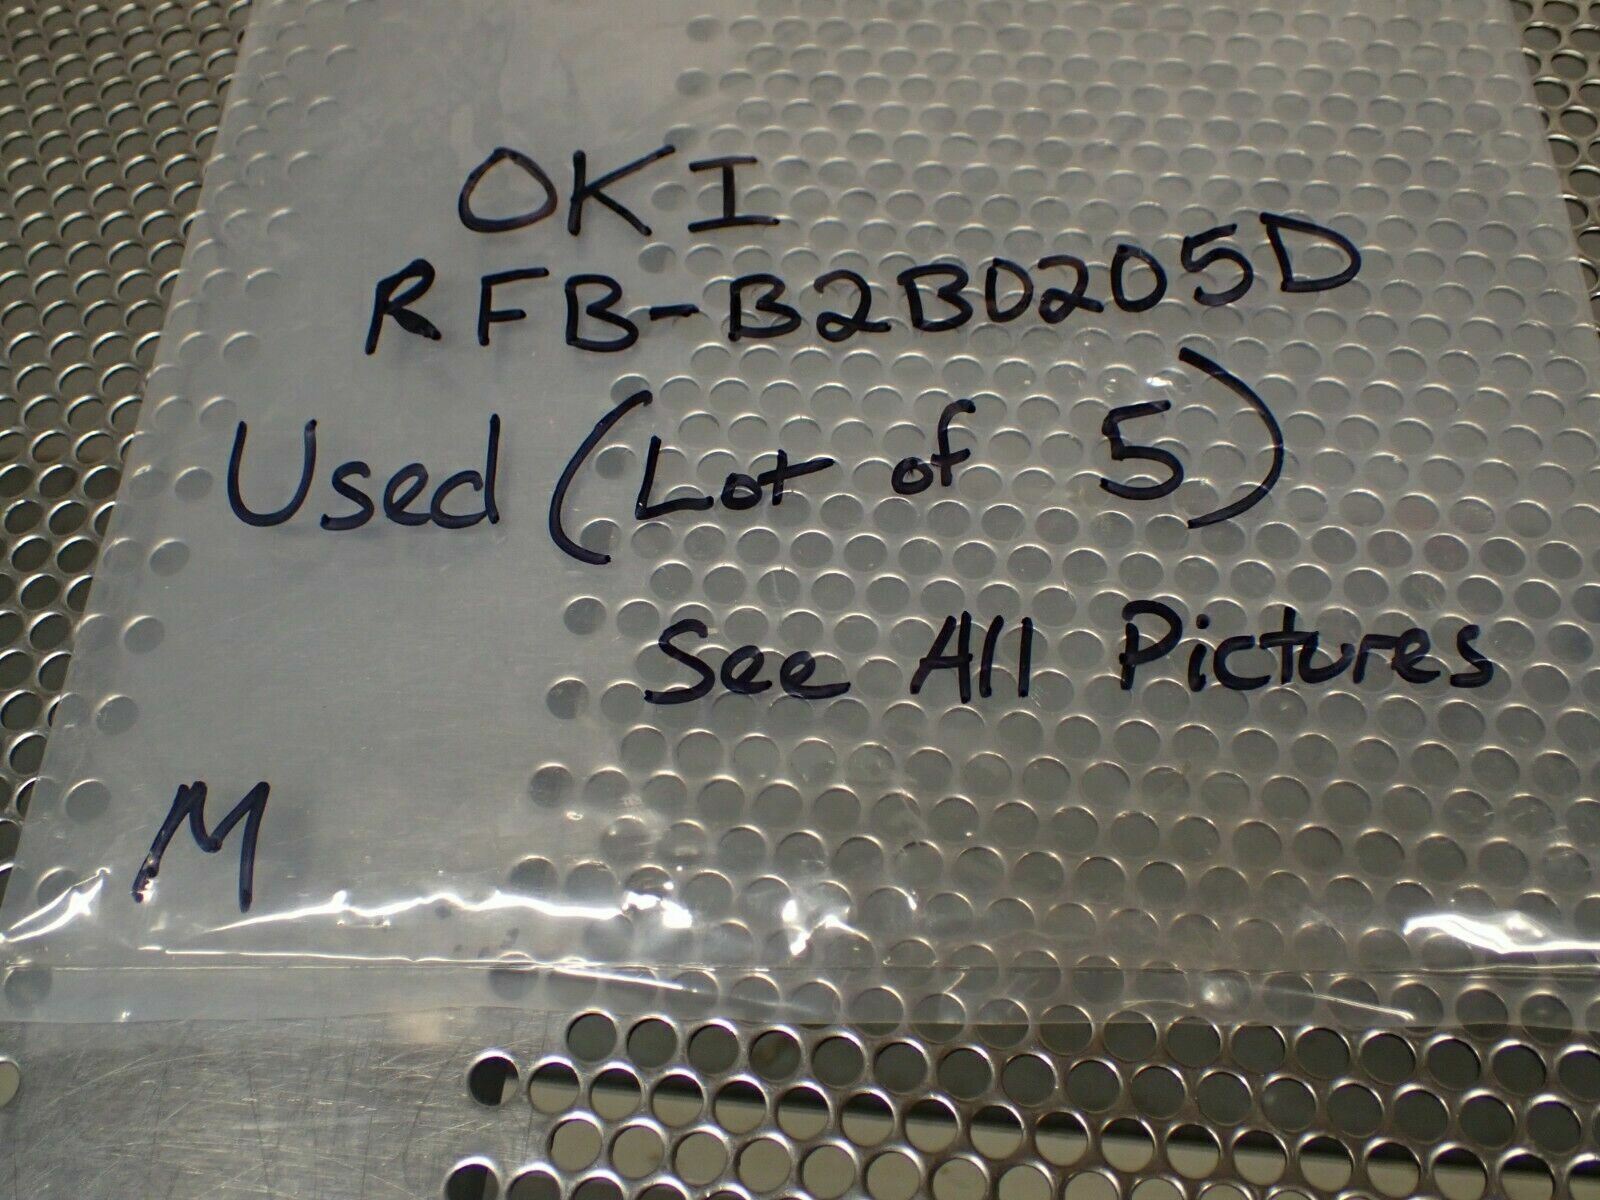 OKI
RFB-B2B0205D
Used (Lot of 5)
See All Pictures
M